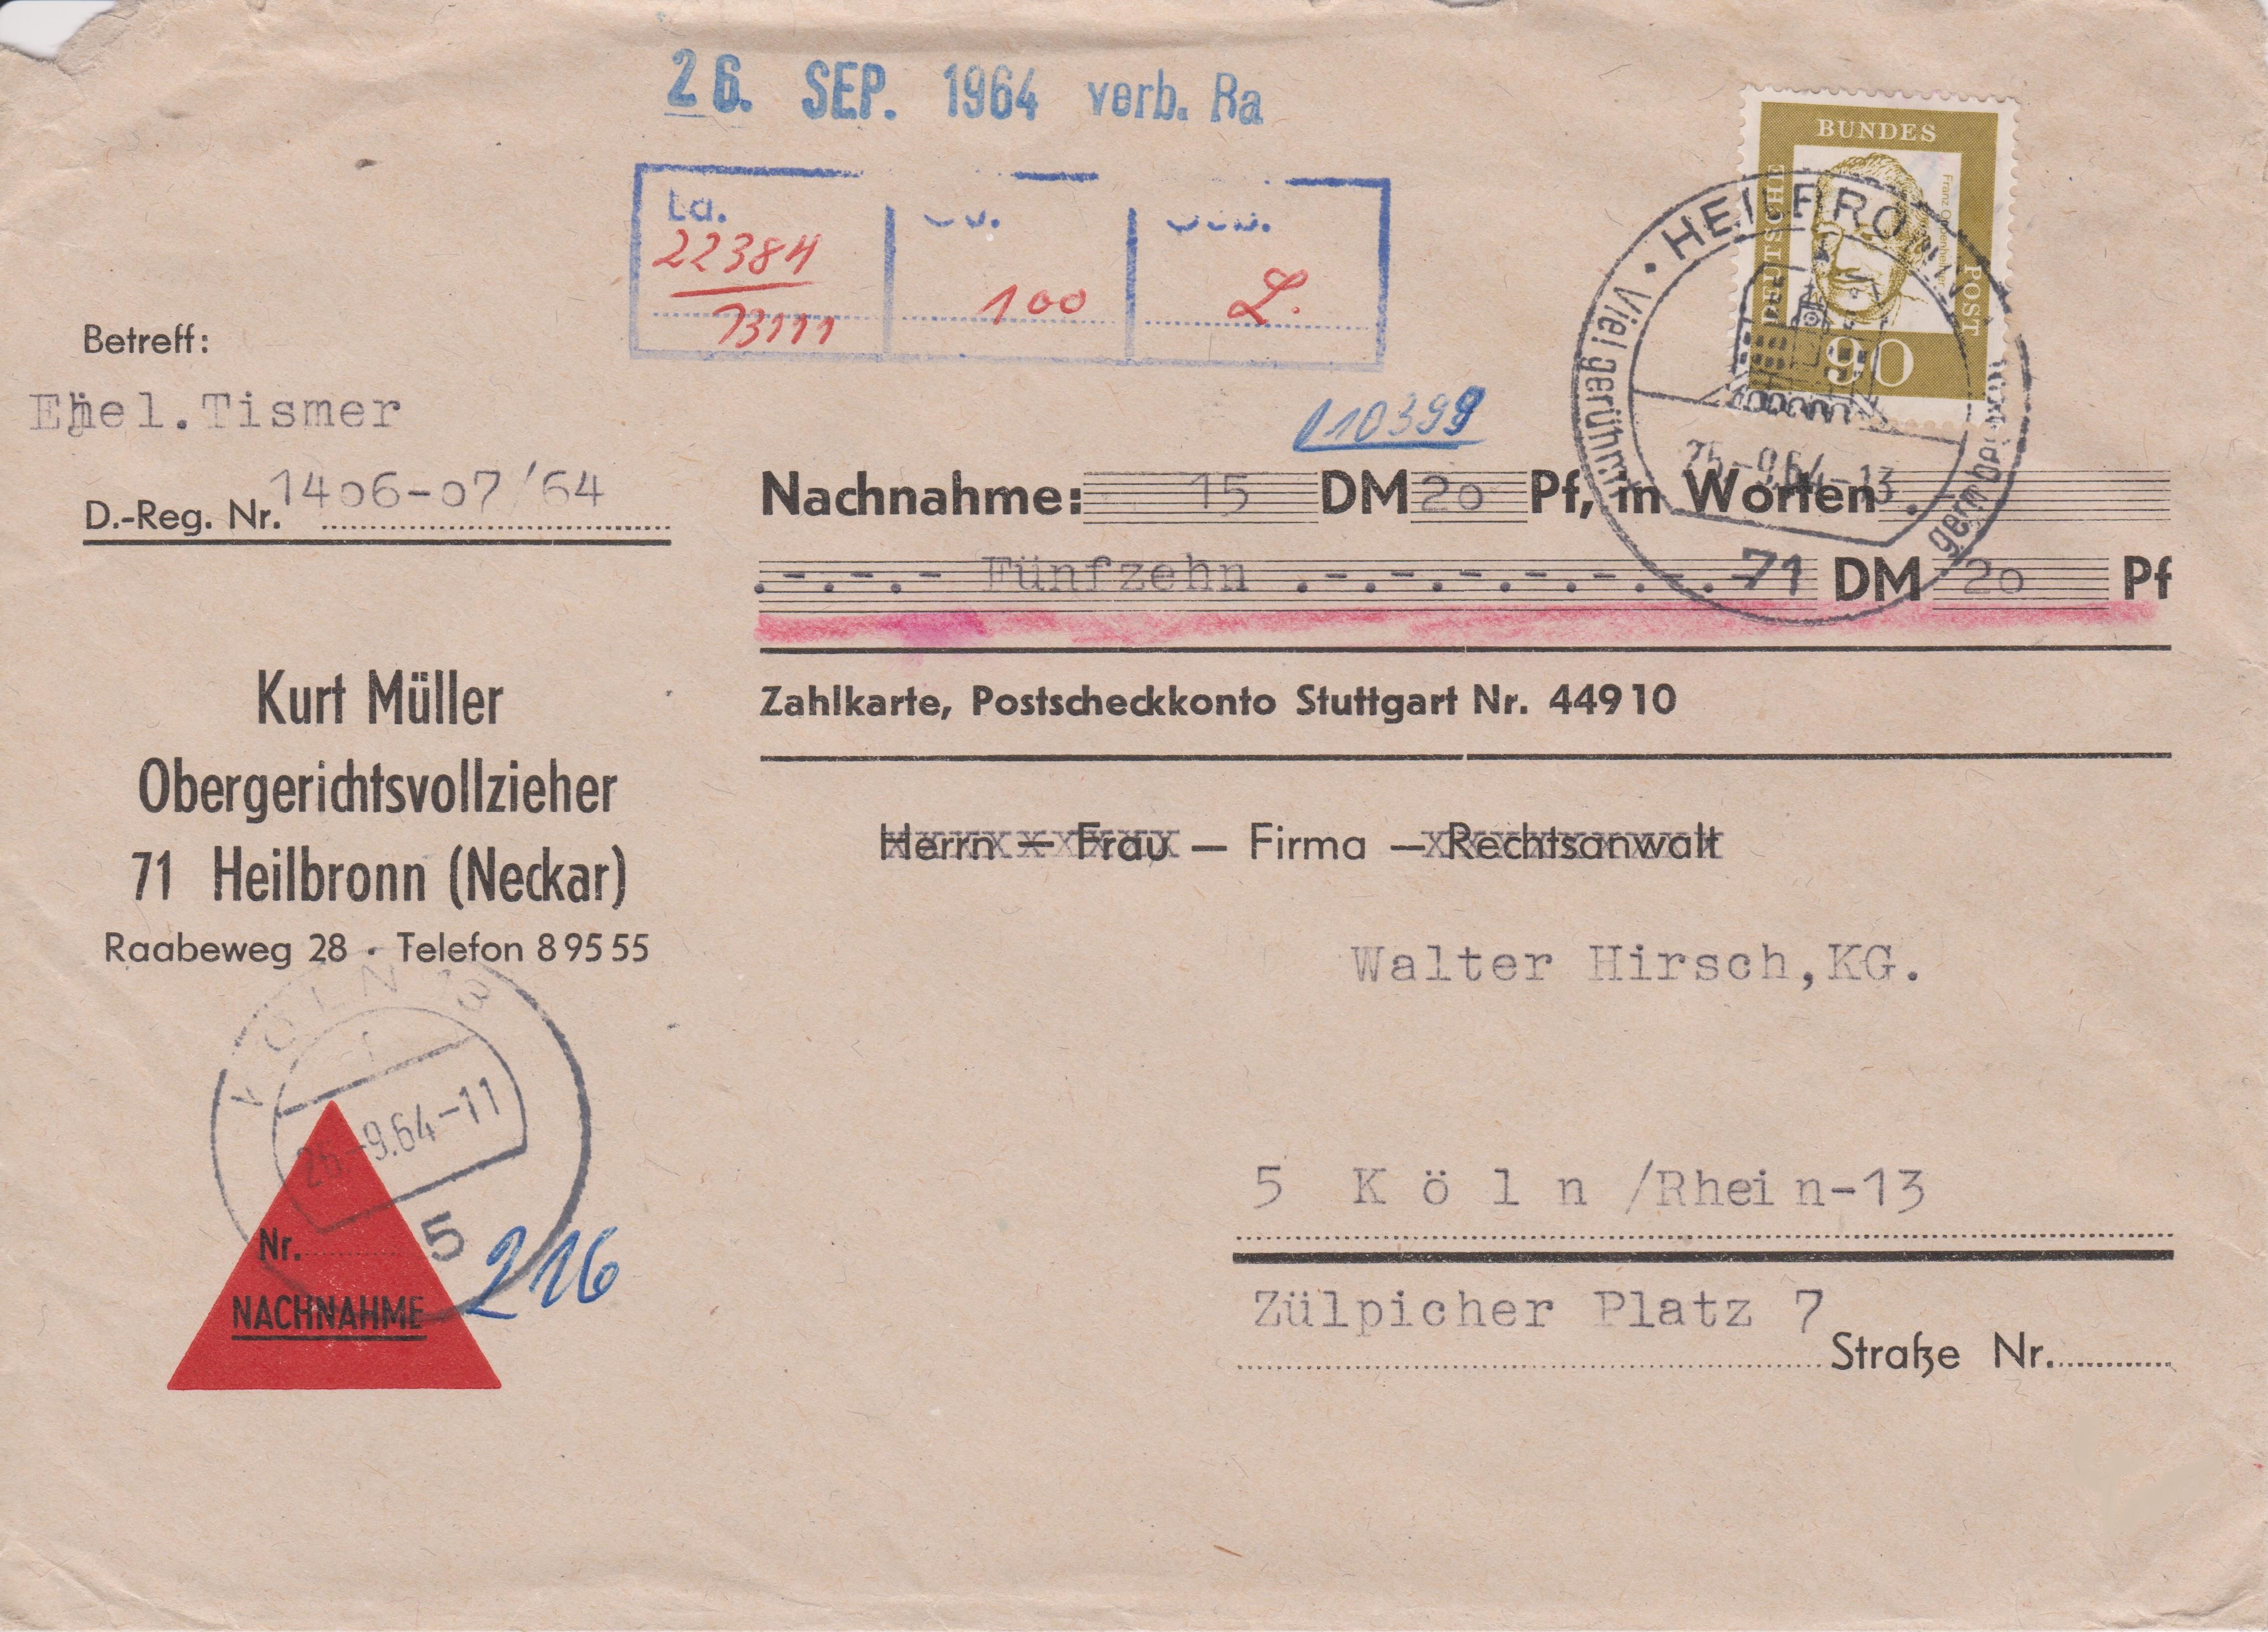 26. SEP. 1964 verb. Ra
Ld.
22384
73111
100
L.
110399
BUNDES
DEUTSCHE
POST
90
HEILBRONN
Viel gerühmt
gern besucht
25.-9.64-13
71
Betreff:
Ehel.Tismer
D.-Reg. Nr. 1406-07/64
Nachnahme: 15 DM 20 Pf, in Worten
.-.-.- Fünfzehn .-.-.-.-.-.-.- DM 20 Pf
Zahlkarte, Postscheckkonto Stuttgart Nr. 449 10
Kurt Müller
Obergerichtsvollzieher
71 Heilbronn (Neckar)
Raabeweg 28 · Telefon 8 95 55
Herrn — Frau — Firma — Rechtsanwalt
Walter Hirsch,KG.
5 K ö l n /Rhein-13
Zülpicher Platz 7 Straße Nr.
KÖLN
26.-9.64-11
5
Nr.
NACHNAHME
216